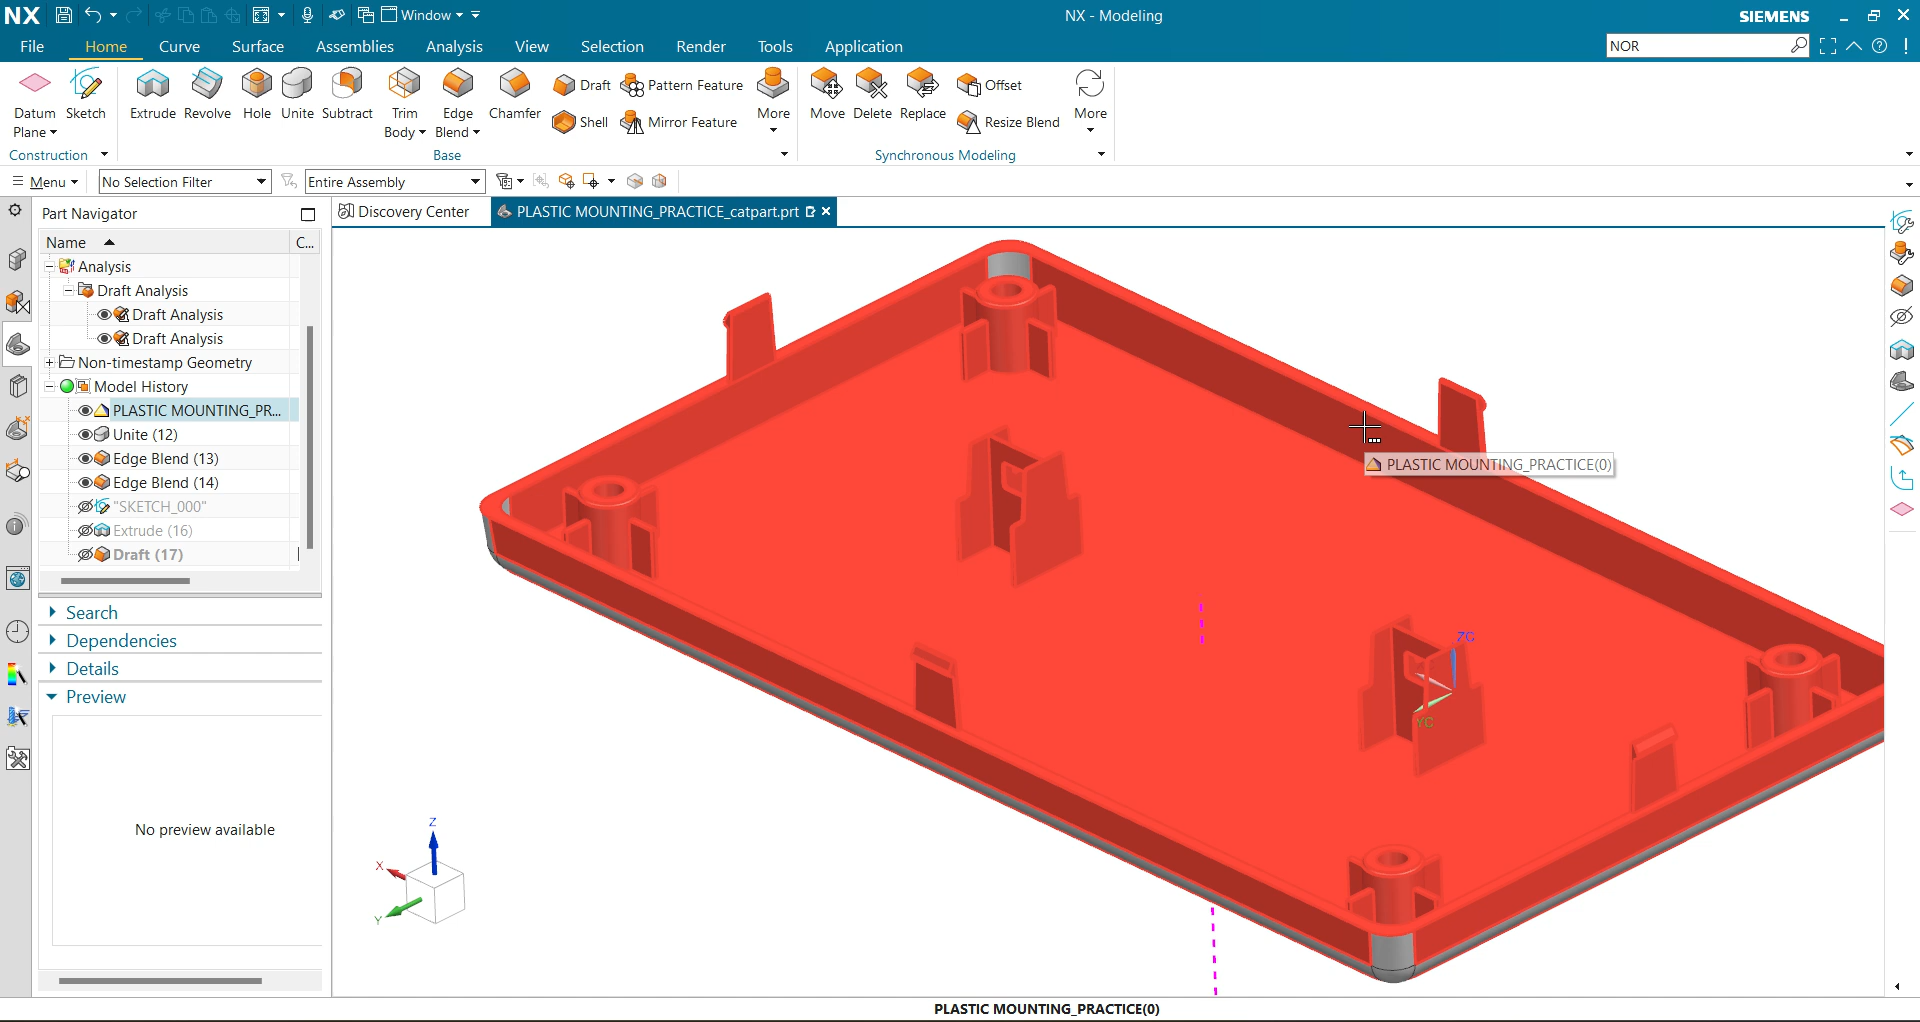 NX
Window
NX - Modeling
SIEMENS
File
Home
Curve
Surface
Assemblies
Analysis
View
Selection
Render
Tools
Application
NOR
Datum Plane
Sketch
Extrude
Revolve
Hole
Unite
Subtract
Trim Body
Edge Blend
Chamfer
Draft
Shell
Pattern Feature
Mirror Feature
More
Move
Delete
Replace
Offset
Resize Blend
More
Construction
Base
Synchronous Modeling
Menu
No Selection Filter
Entire Assembly
Part Navigator
Discovery Center
PLASTIC MOUNTING_PRACTICE_catpart.prt
Name
C...
Analysis
Draft Analysis
Draft Analysis
Draft Analysis
Non-timestamp Geometry
Model History
PLASTIC MOUNTING_PR...
Unite (12)
Edge Blend (13)
Edge Blend (14)
"SKETCH_000"
Extrude (16)
Draft (17)
Search
Dependencies
Details
Preview
No preview available
PLASTIC MOUNTING_PRACTICE(0)
ZC
YC
Z
X
Y
PLASTIC MOUNTING_PRACTICE(0)